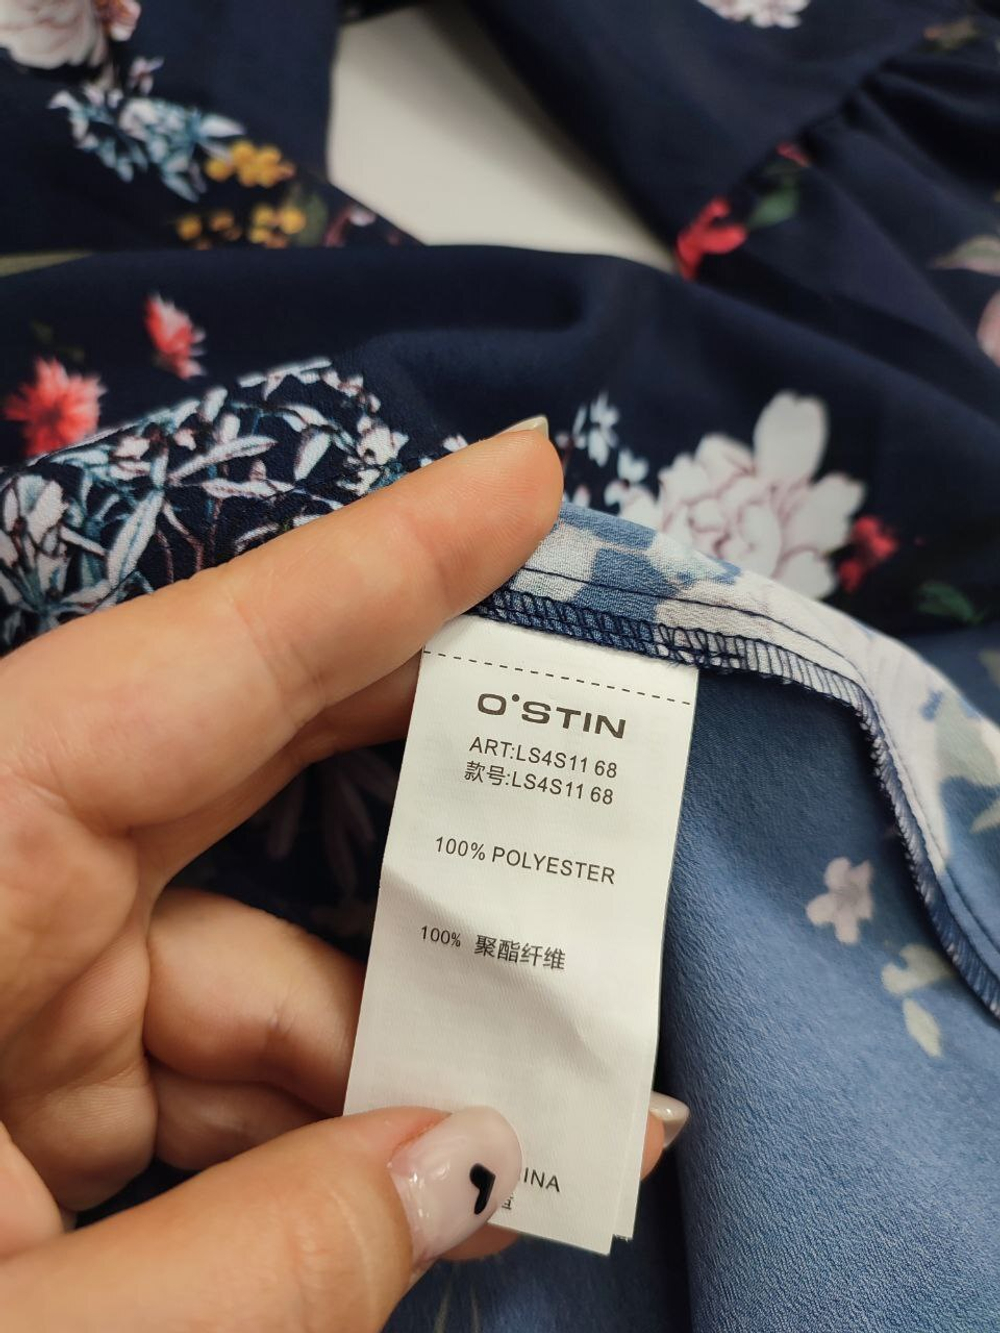 O'STIN
ART:LS4S11 68
款号:LS4S11 68
100% POLYESTER
100% 聚酯纤维
INA